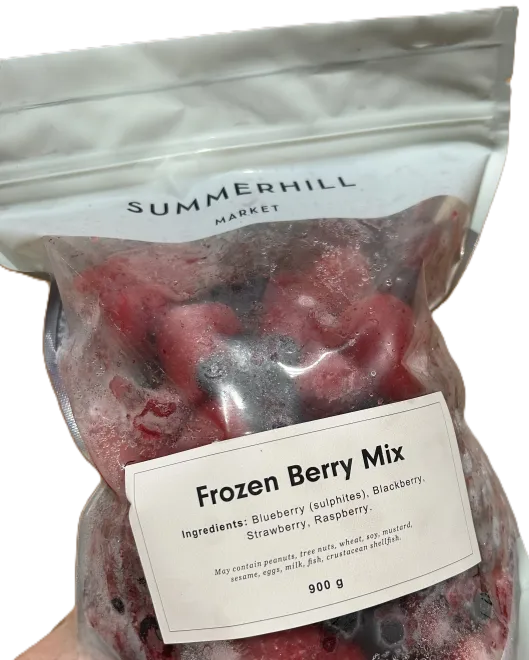 SUMMERHILL
MARKET
Frozen Berry Mix
Ingredients: Blueberry (sulphites), Blackberry,
Strawberry, Raspberry.
May contain peanuts, tree nuts, wheat, soy, mustard,
sesame, eggs, milk, fish, crustacean shellfish.
900 g